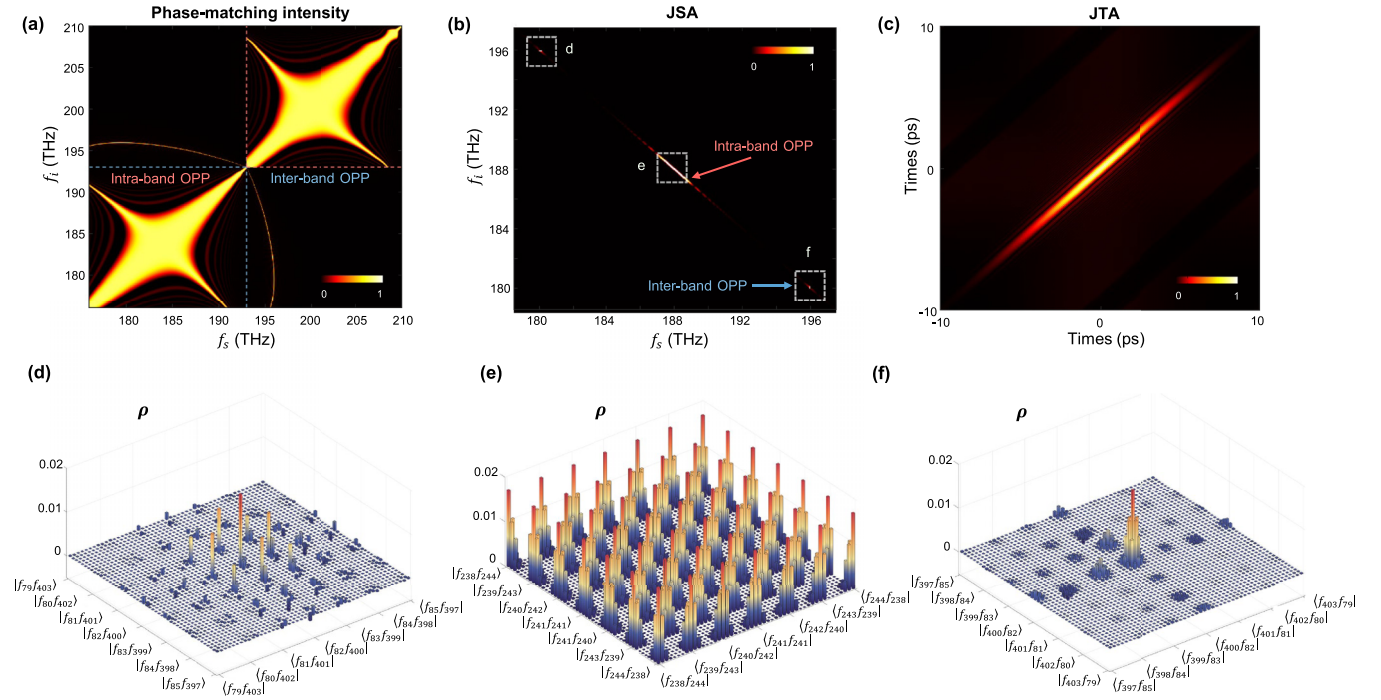 Phase-matching intensity
(a)
210
205
200
195
190
185
180
180 185 190 195 200 205 210
f_i (THz)
f_s (THz)
Intra-band OPP
Inter-band OPP
0 1
JSA
(b)
196
192
188
184
180
180 184 188 192 196
f_i (THz)
f_s (THz)
d
e
f
0 1
Intra-band OPP
Inter-band OPP
JTA
(c)
10
0
-10
-10 0 10
Times (ps)
Times (ps)
0 1
(d)
ρ
0.02
0.01
0
|f79f403⟩
|f80f402⟩
|f81f401⟩
|f82f400⟩
|f83f399⟩
|f84f398⟩
|f85f397⟩
⟨f79f403|
⟨f80f402|
⟨f81f401|
⟨f82f400|
⟨f83f399|
⟨f84f398|
⟨f85f397|
(e)
ρ
0.02
0.01
0
|f238f244⟩
|f239f243⟩
|f240f242⟩
|f241f241⟩
|f241f240⟩
|f243f239⟩
|f244f238⟩
⟨f238f244|
⟨f239f243|
⟨f240f242|
⟨f241f241|
⟨f242f240|
⟨f243f239|
⟨f244f238|
(f)
ρ
0.02
0.01
0
|f397f85⟩
|f398f84⟩
|f399f83⟩
|f400f82⟩
|f401f81⟩
|f402f80⟩
|f403f79⟩
⟨f397f85|
⟨f398f84|
⟨f399f83|
⟨f400f82|
⟨f401f81|
⟨f402f80|
⟨f403f79|